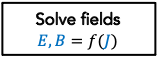 Solve fields
E, B = f(J)